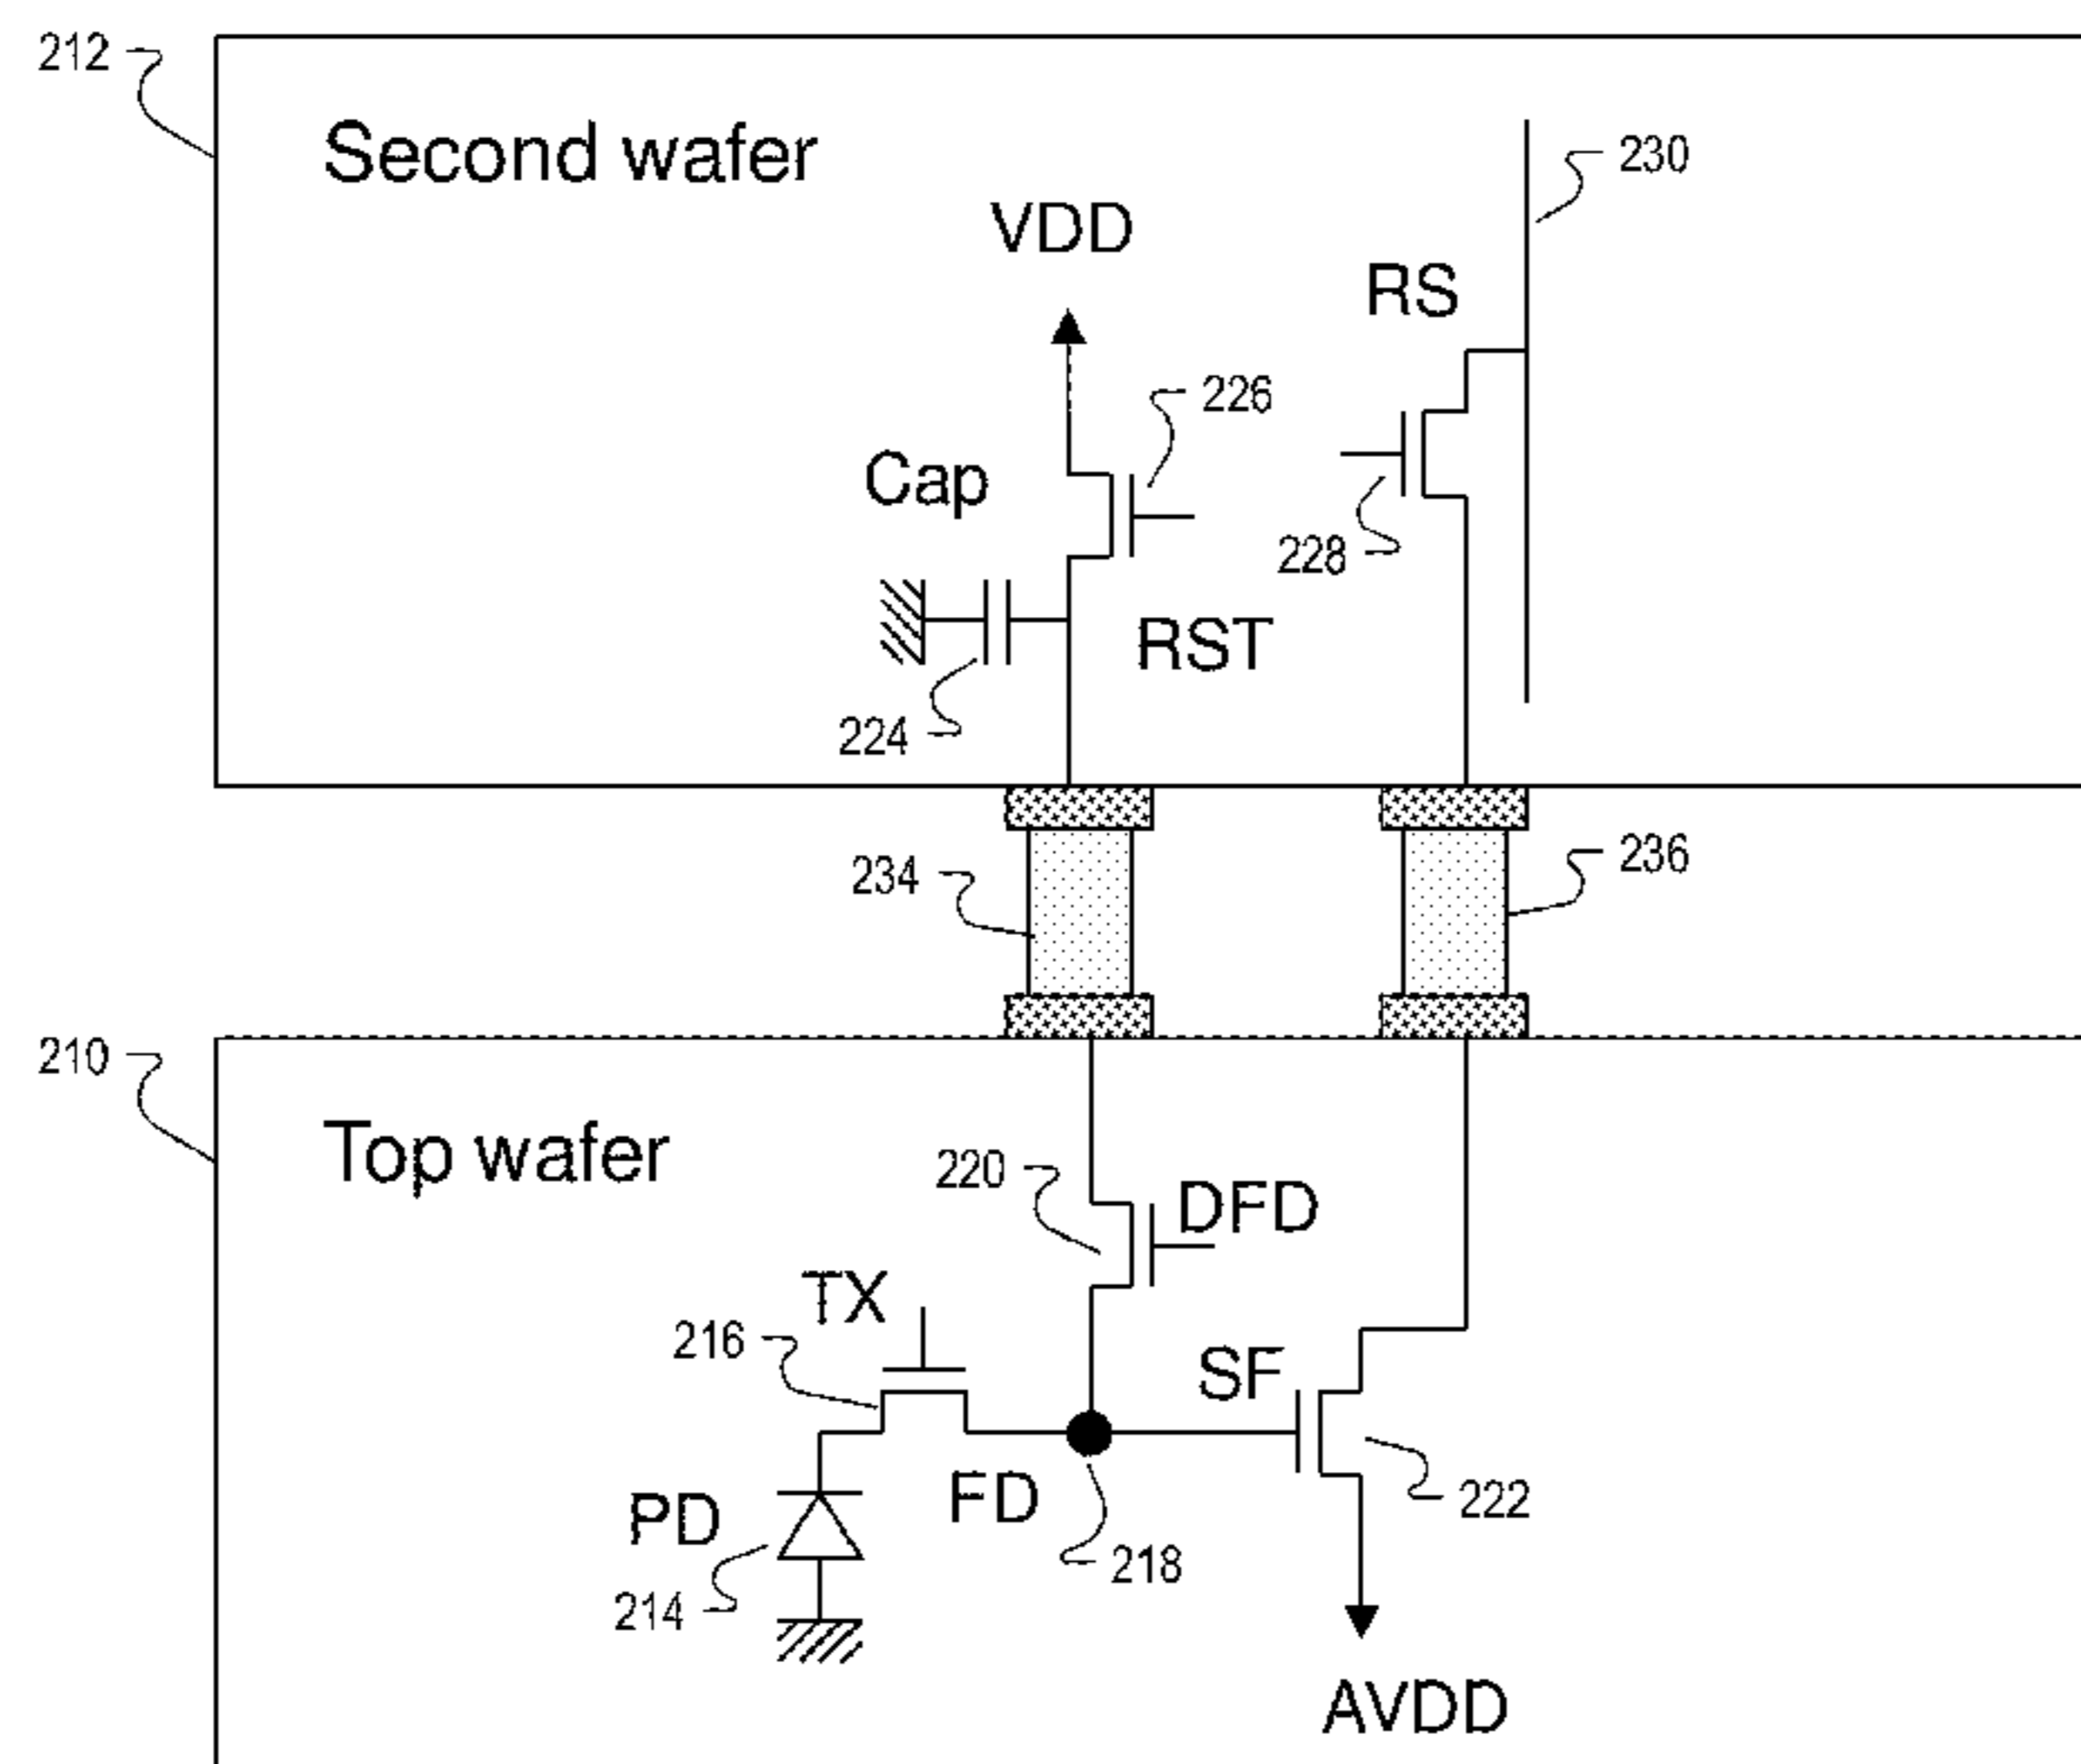 212
Second wafer
230
VDD
RS
226
Cap
228
RST
224
234
236
210
Top wafer
220
DFD
TX
216
SF
FD
PD
222
218
214
AVDD